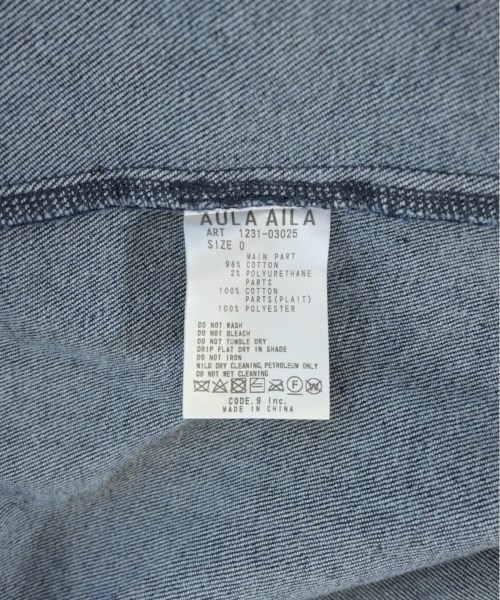 AULA AILA
ART 1231-03025
SIZE 0
MAIN PART
98% COTTON
2% POLYURETHANE
PARTS
100% COTTON
PARTS(PLAIT)
100% POLYESTER
DO NOT WASH
DO NOT BLEACH
DO NOT TUMBLE DRY
DRIP FLAT DRY IN SHADE
DO NOT IRON
MILD DRY CLEANING, PETROLEUM ONLY
DO NOT WET CLEANING
CODE.9 Inc.
MADE IN CHINA